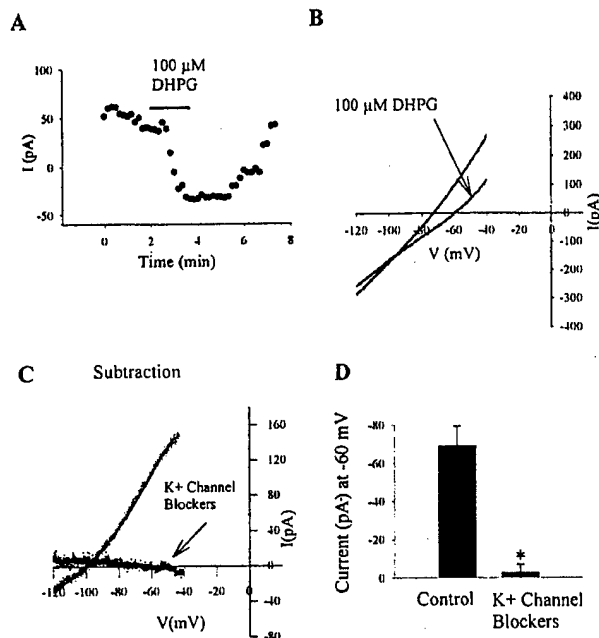 A
100 µM
DHPG
100
50
0
-50
I(pA)
0 2 4 6 8
Time (min)
B
100 µM DHPG
400
300
200
100
0
-100
-200
-300
-400
I(pA)
-120 -100 -80 -60 -40 -20 0
V (mV)
C
Subtraction
K+ Channel
Blockers
160
120
80
40
0
-40
-80
I(pA)
-120 -100 -80 -60 -40 -20 0
V(mV)
D
Current (pA) at -60 mV
-80
-60
-40
-20
0
*
Control
K+ Channel
Blockers